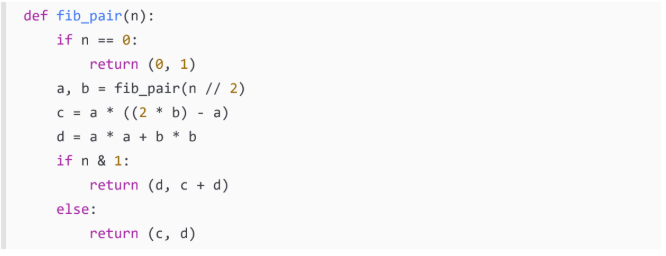 def fib_pair(n):
    if n == 0:
        return (0, 1)
    a, b = fib_pair(n // 2)
    c = a * ((2 * b) - a)
    d = a * a + b * b
    if n & 1:
        return (d, c + d)
    else:
        return (c, d)